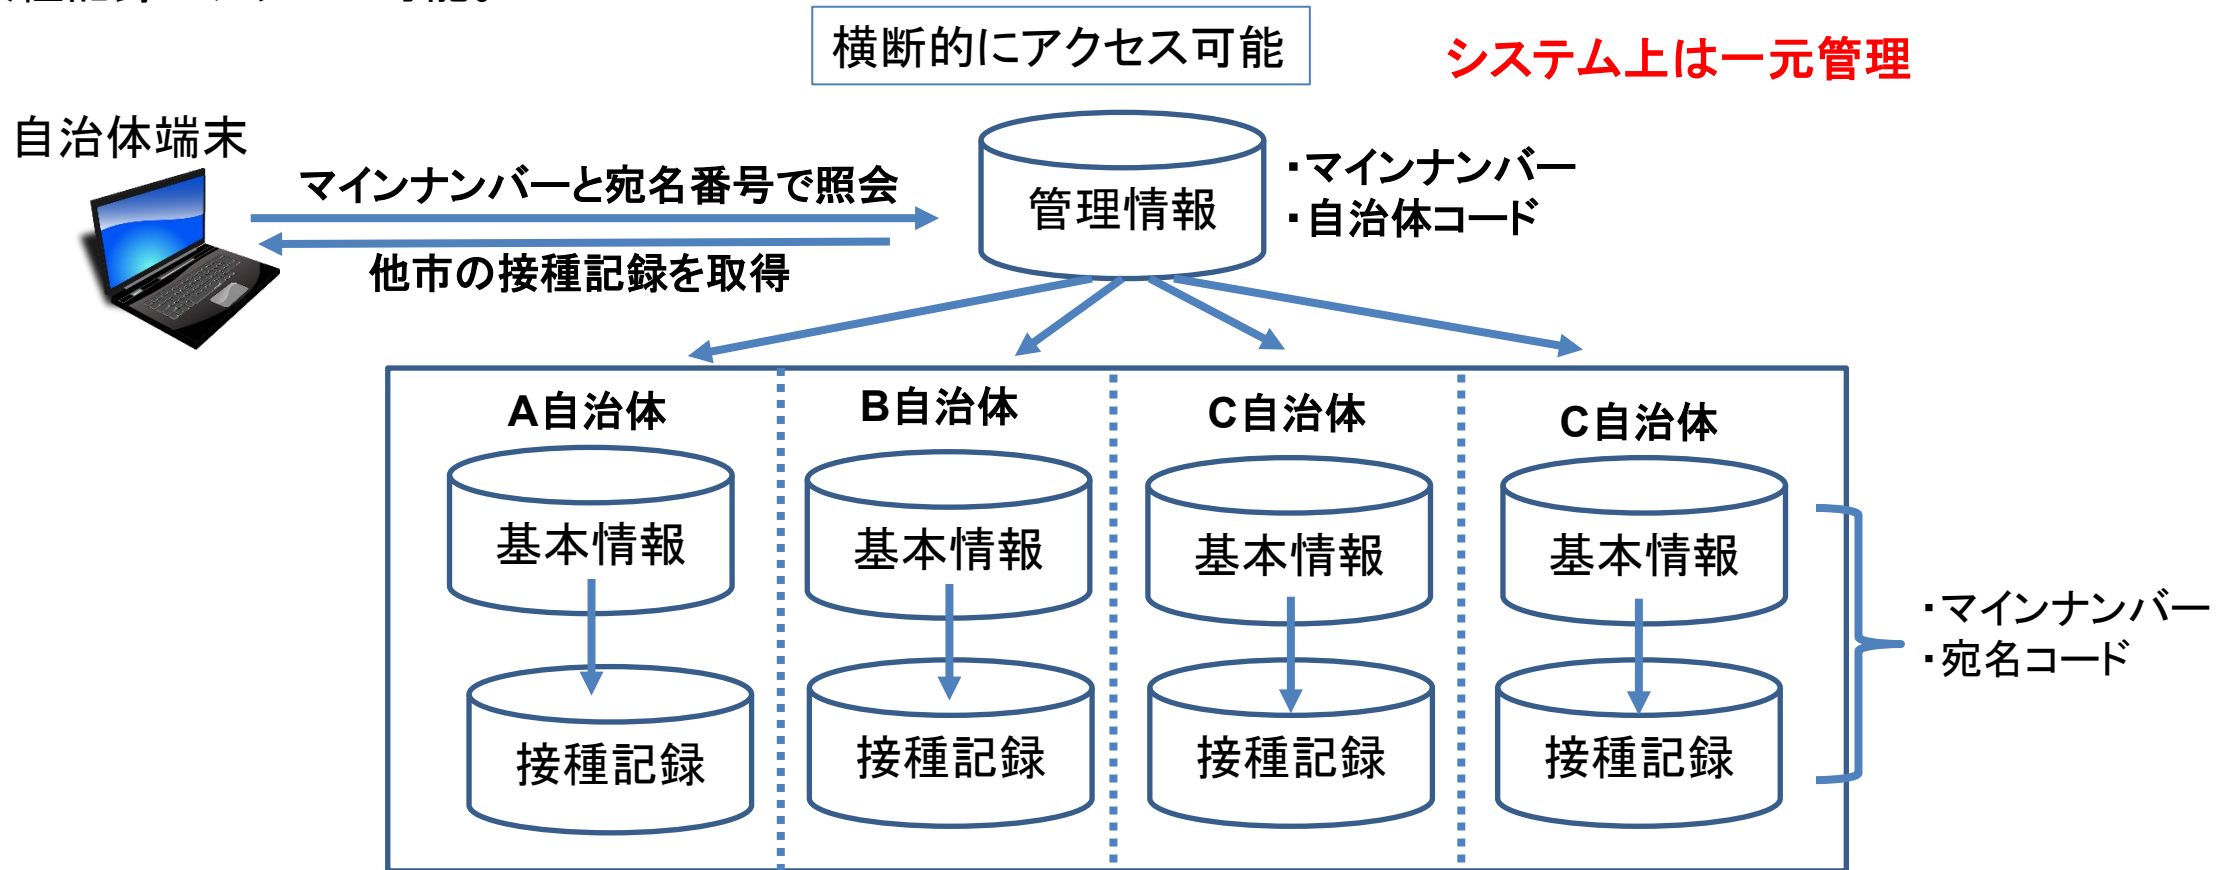 横断的にアクセス可能
システム上は一元管理
自治体端末
マインナンバーと宛名番号で照会
他市の接種記録を取得
管理情報
・マインナンバー
・自治体コード
A自治体
B自治体
C自治体
C自治体
基本情報
基本情報
基本情報
基本情報
接種記録
接種記録
接種記録
接種記録
・マインナンバー
・宛名コード